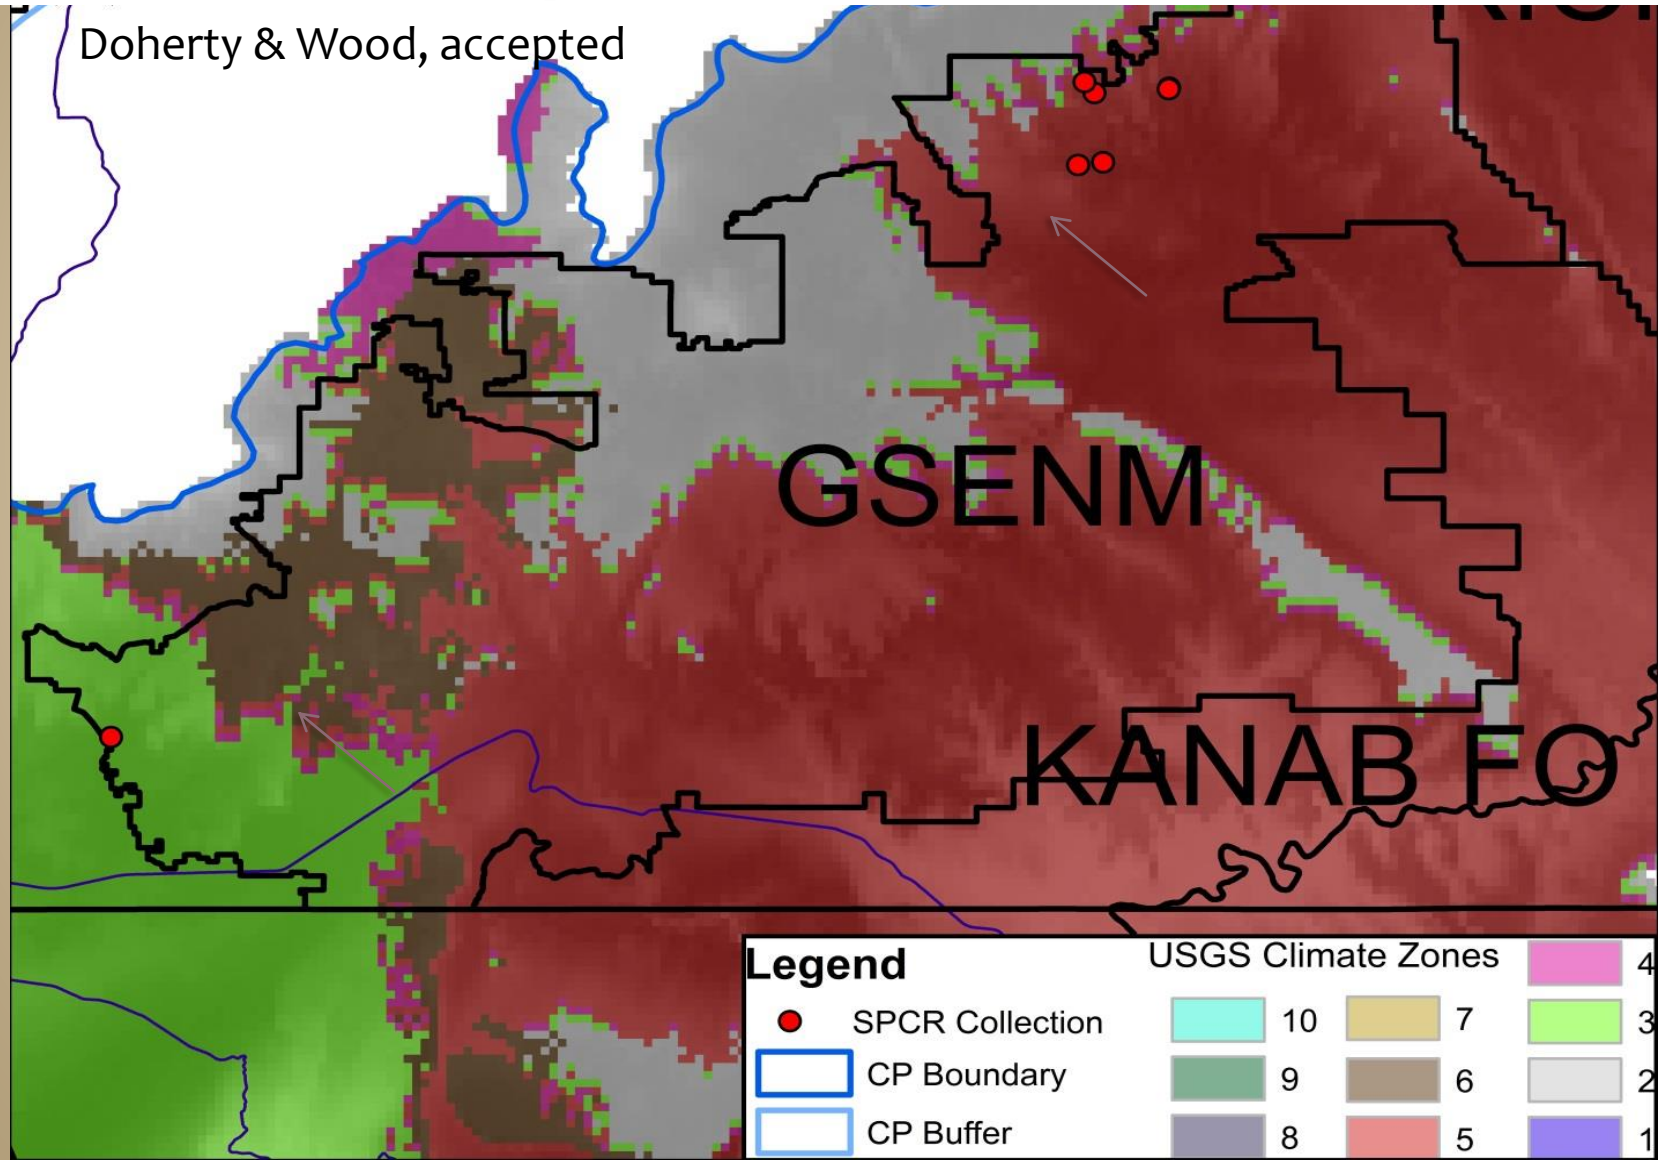 Doherty & Wood, accepted
GSENM
KANAB FO
Legend
SPCR Collection
CP Boundary
CP Buffer
USGS Climate Zones
10
9
8
7
6
5
4
3
2
1